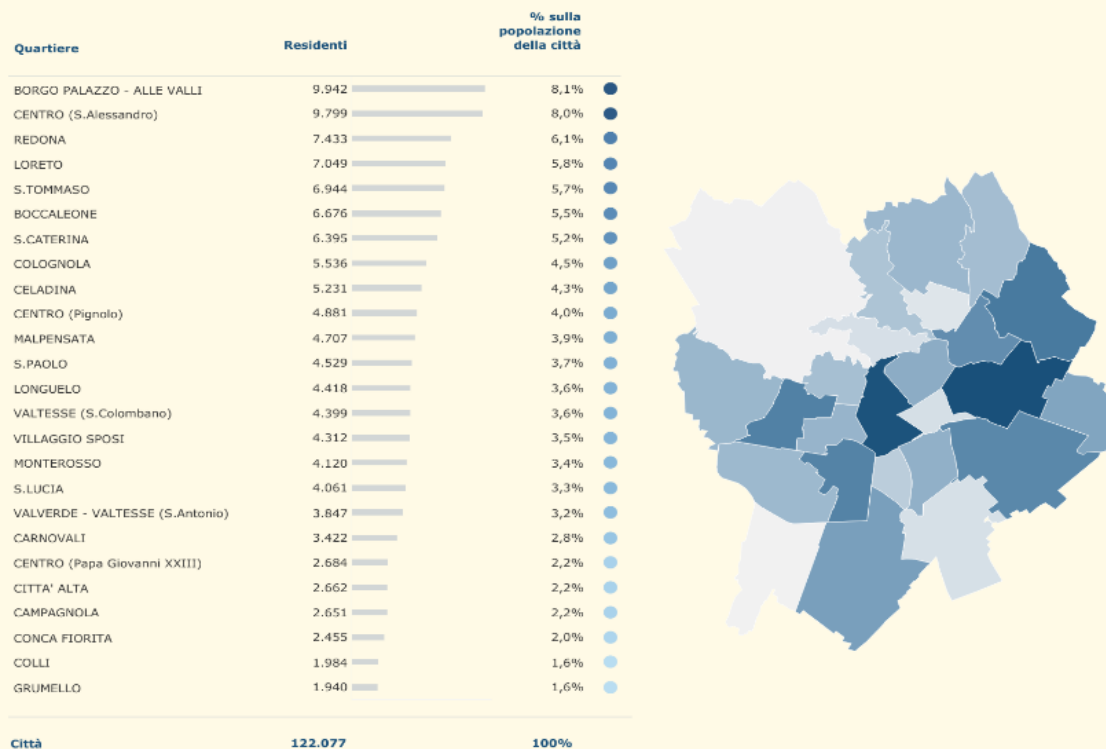 Quartiere Residenti % sulla
popolazione
della città
BORGO PALAZZO - ALLE VALLI 9.942 8,1%
CENTRO (S.Alessandro) 9.799 8,0%
REDONA 7.433 6,1%
LORETO 7.049 5,8%
S.TOMMASO 6.944 5,7%
BOCCALEONE 6.676 5,5%
S.CATERINA 6.395 5,2%
COLOGNOLA 5.536 4,5%
CELADINA 5.231 4,3%
CENTRO (Pignolo) 4.881 4,0%
MALPENSATA 4.707 3,9%
S.PAOLO 4.529 3,7%
LONGUELO 4.418 3,6%
VALTESSE (S.Colombano) 4.399 3,6%
VILLAGGIO SPOSI 4.312 3,5%
MONTEROSSO 4.120 3,4%
S.LUCIA 4.061 3,3%
VALVERDE - VALTESSE (S.Antonio) 3.847 3,2%
CARNOVALI 3.422 2,8%
CENTRO (Papa Giovanni XXIII) 2.684 2,2%
CITTA' ALTA 2.662 2,2%
CAMPAGNOLA 2.651 2,2%
CONCA FIORITA 2.455 2,0%
COLLI 1.984 1,6%
GRUMELLO 1.940 1,6%
Città 122.077 100%